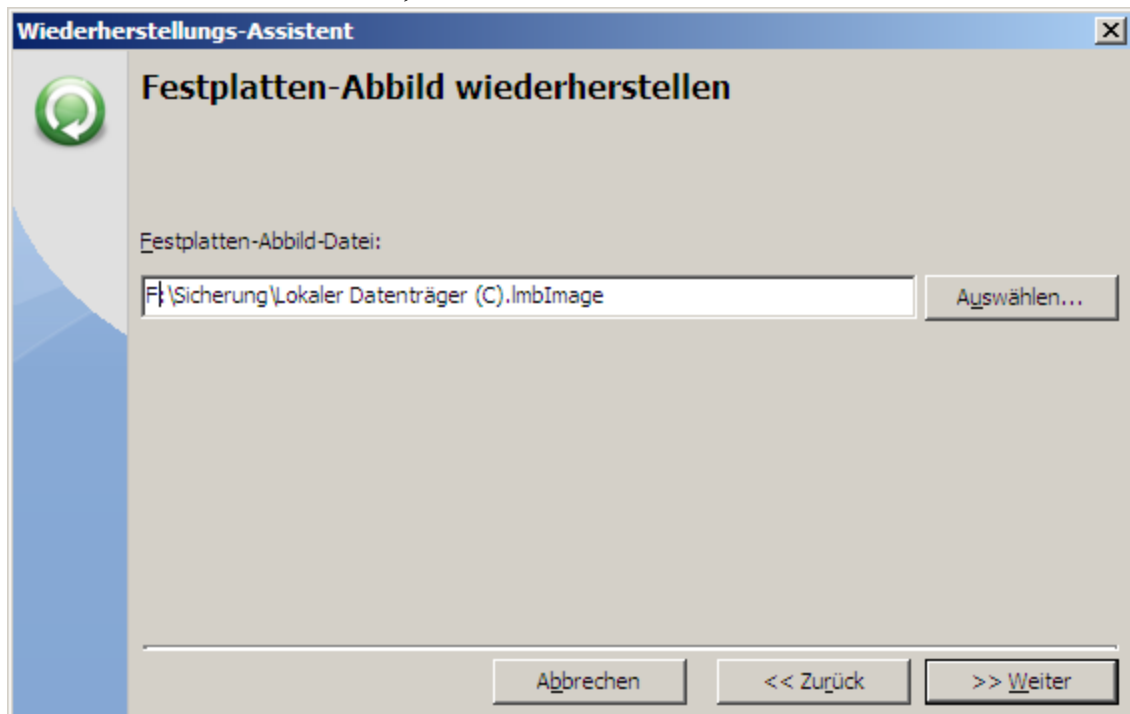 Wiederherstellungs-Assistent
Festplatten-Abbild wiederherstellen
Festplatten-Abbild-Datei:
F:\Sicherung\Lokaler Datenträger (C).lmbImage
Auswählen...
Abbrechen
<< Zurück
>> Weiter